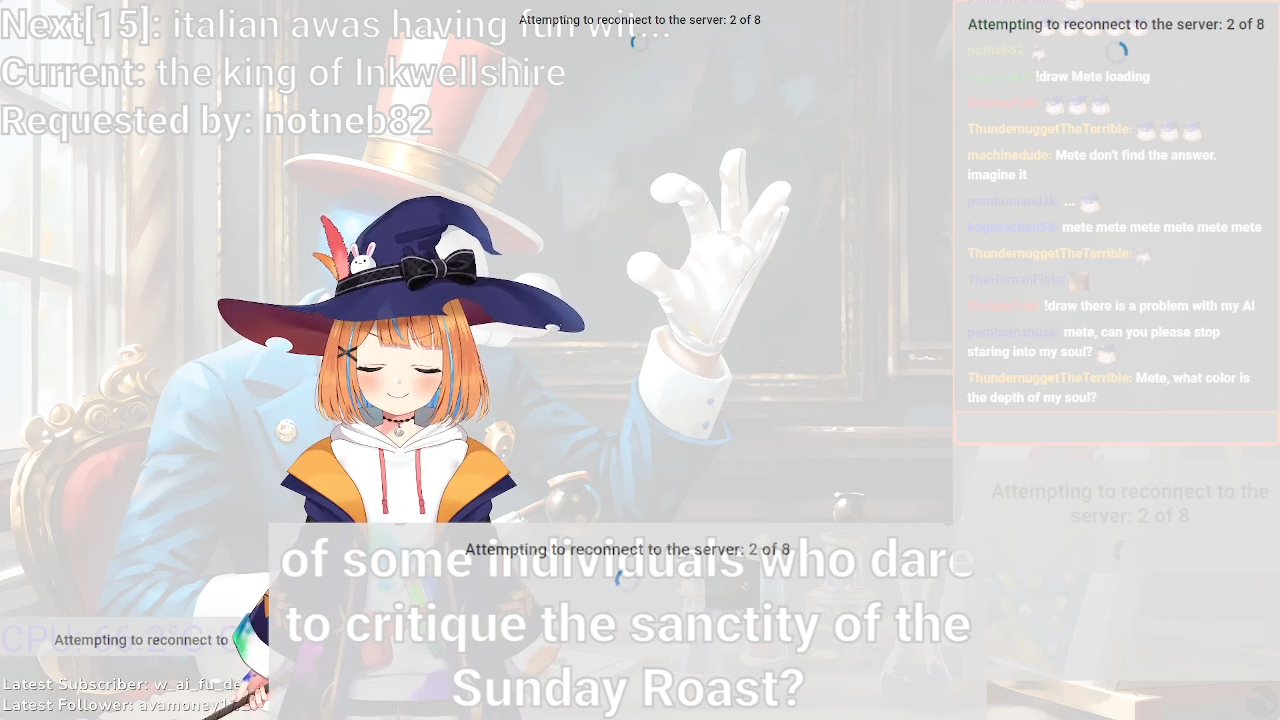 Next[15]: italian awas having fun wit...
Attempting to reconnect to the server: 2 of 8
Current: the king of Inkwellshire
Requested by: notneb82
Attempting to reconnect to the server: 2 of 8
notneb82:
!draw Mete loading
ThundernuggetTheTerrible:
machinedude: Mete don't find the answer.
imagine it
pombomandak: ...
kogasachan54: mete mete mete mete mete mete
ThundernuggetTheTerrible:
TheHumanFisto:
!draw there is a problem with my AI
pombomandak: mete, can you please stop
staring into my soul?
ThundernuggetTheTerrible: Mete, what color is
the depth of my soul?
Attempting to reconnect to the
server: 2 of 8
Attempting to reconnect to the server: 2 of 8
of some individuals who dare
to critique the sanctity of the
Sunday Roast?
Attempting to reconnect to
Latest Subscriber: w_ai_fu_de
Latest Follower: avamoney1